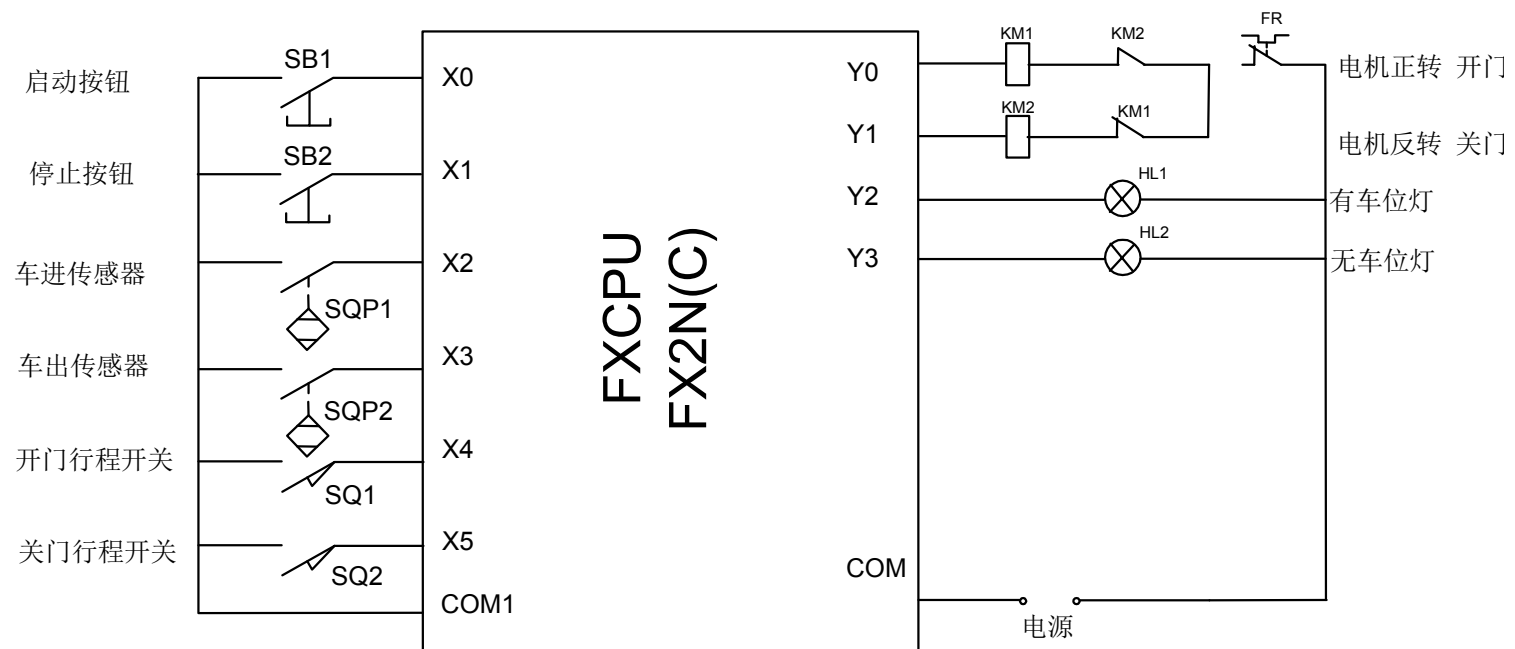 启动按钮
SB1
X0
停止按钮
SB2
X1
车进传感器
X2
SQP1
车出传感器
X3
SQP2
开门行程开关
X4
SQ1
关门行程开关
X5
SQ2
COM1
FXCPU
FX2N(C)
Y0
KM1
KM2
FR
电机正转 开门
Y1
KM2
KM1
电机反转 关门
Y2
HL1
有车位灯
Y3
HL2
无车位灯
COM
电源